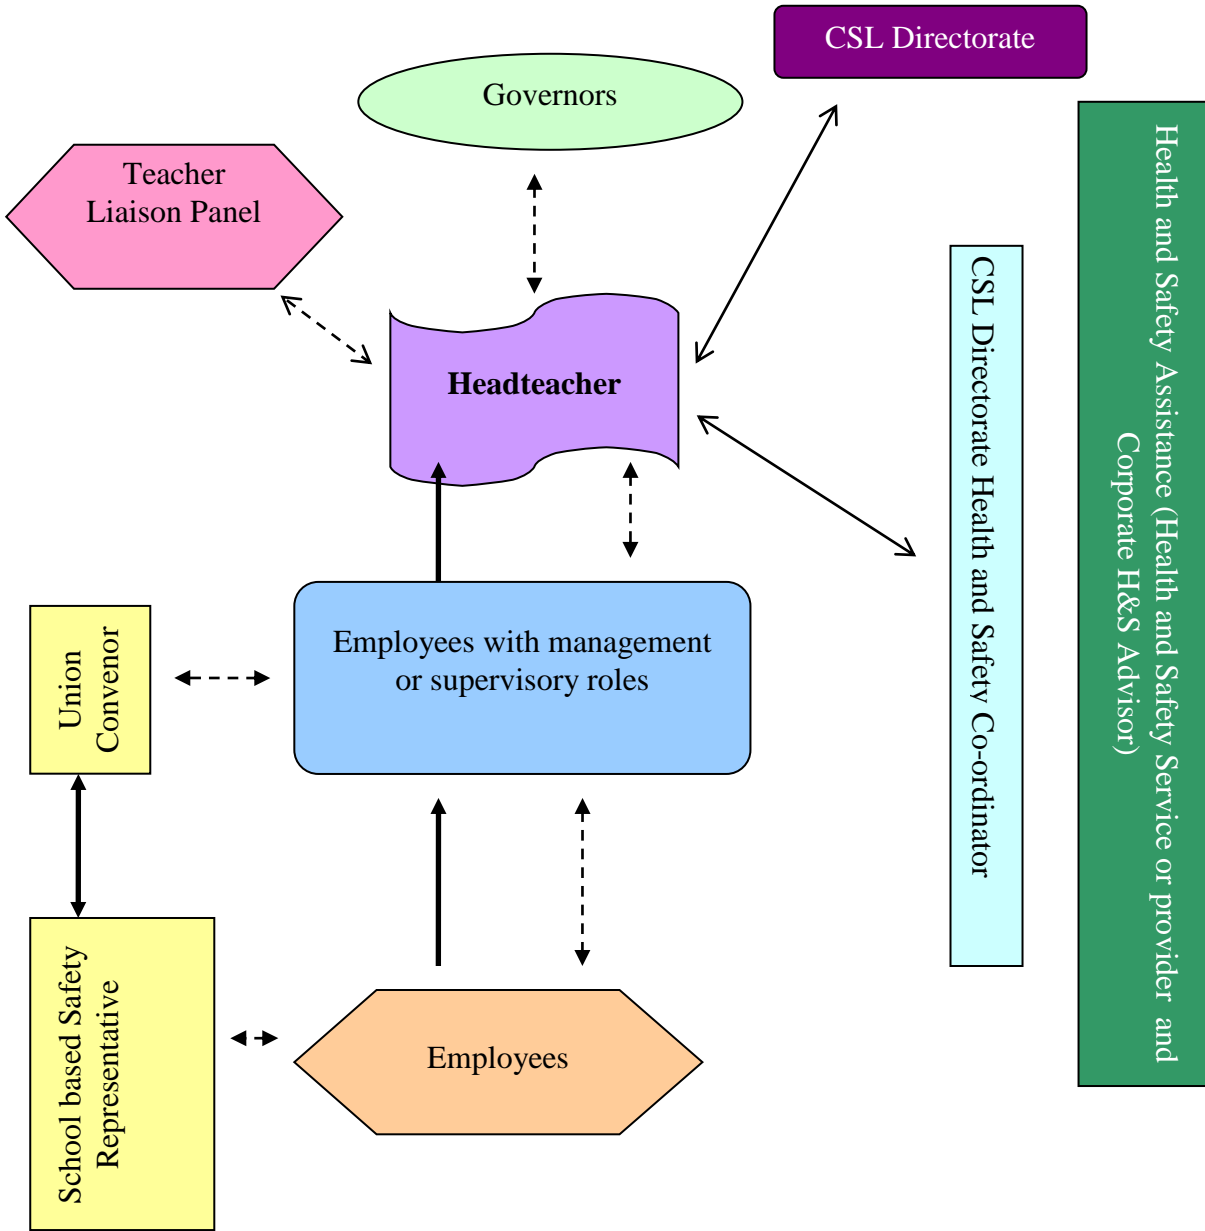 CSL Directorate
Governors
Teacher
Liaison Panel
Headteacher
Employees with management
or supervisory roles
Union
Convenor
School based Safety
Representative
Employees
CSL Directorate Health and Safety Co-ordinator
Health and Safety Assistance (Health and Safety Service or provider and
Corporate H&S Advisor)